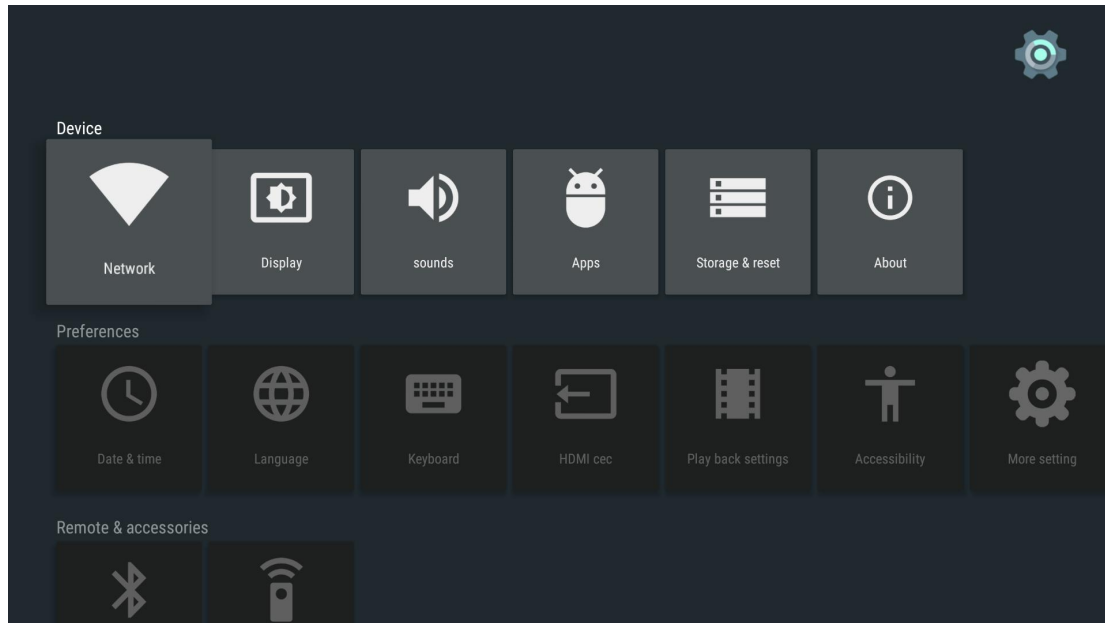 Device
Network
Display
sounds
Apps
Storage & reset
About
Preferences
Date & time
Language
Keyboard
HDMI cec
Play back settings
Accessibility
More setting
Remote & accessories